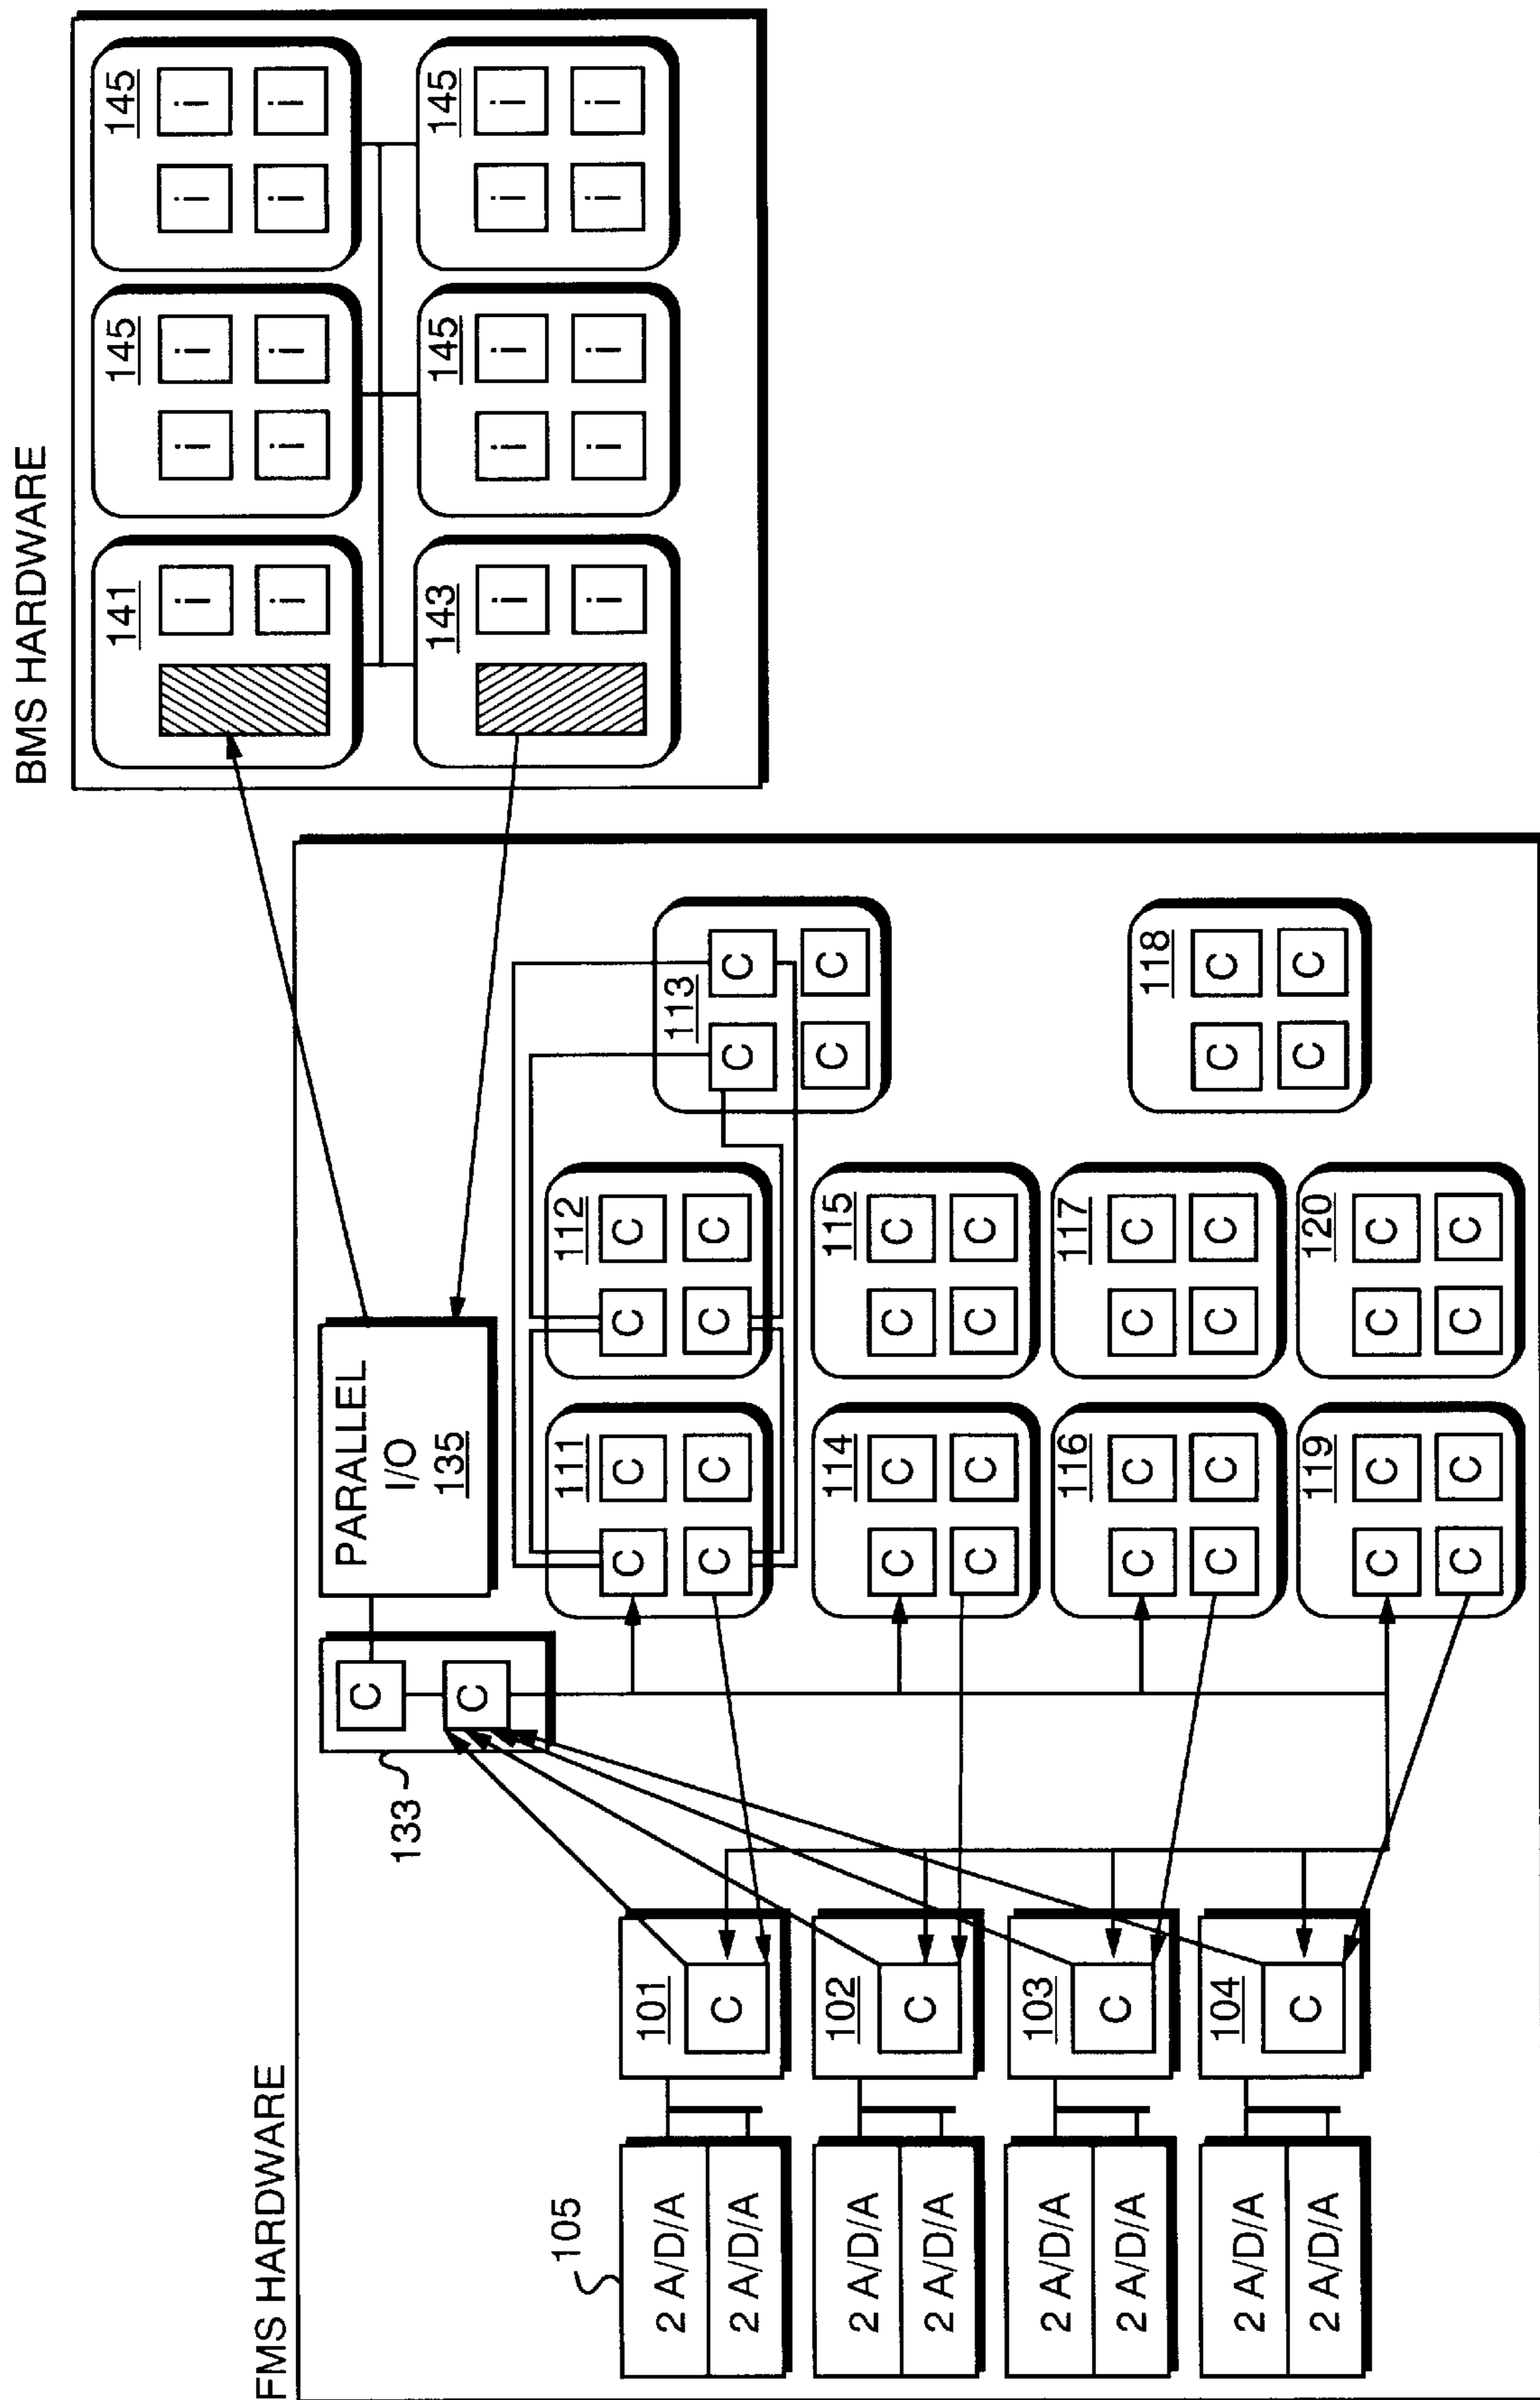 BMS HARDWARE
141
i
i
145
i i
i i
145
i i
i i
143
i
i
145
i i
i i
145
i i
i i
FMS HARDWARE
133
C
C
PARALLEL
I/O
135
105
2 A/D/A
2 A/D/A
101
C
111
C C
C C
112
C C
C C
113
C C
C C
2 A/D/A
2 A/D/A
102
C
114
C C
C C
115
C C
C C
2 A/D/A
2 A/D/A
103
C
116
C C
C C
117
C C
C C
118
C C
C C
2 A/D/A
2 A/D/A
104
C
119
C C
C C
120
C C
C C